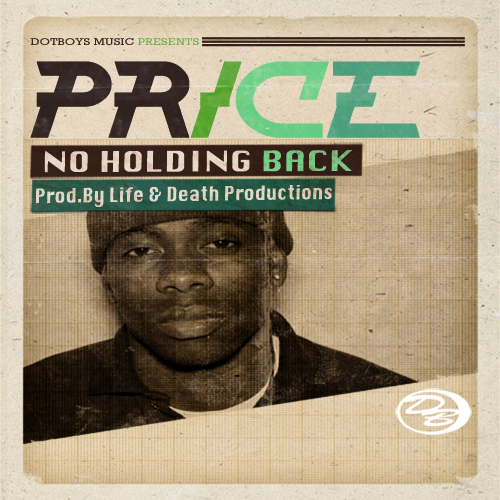 DOTBOYS MUSIC PRESENTS
PRICE
NO HOLDING BACK
Prod.By Life & Death Productions
DB